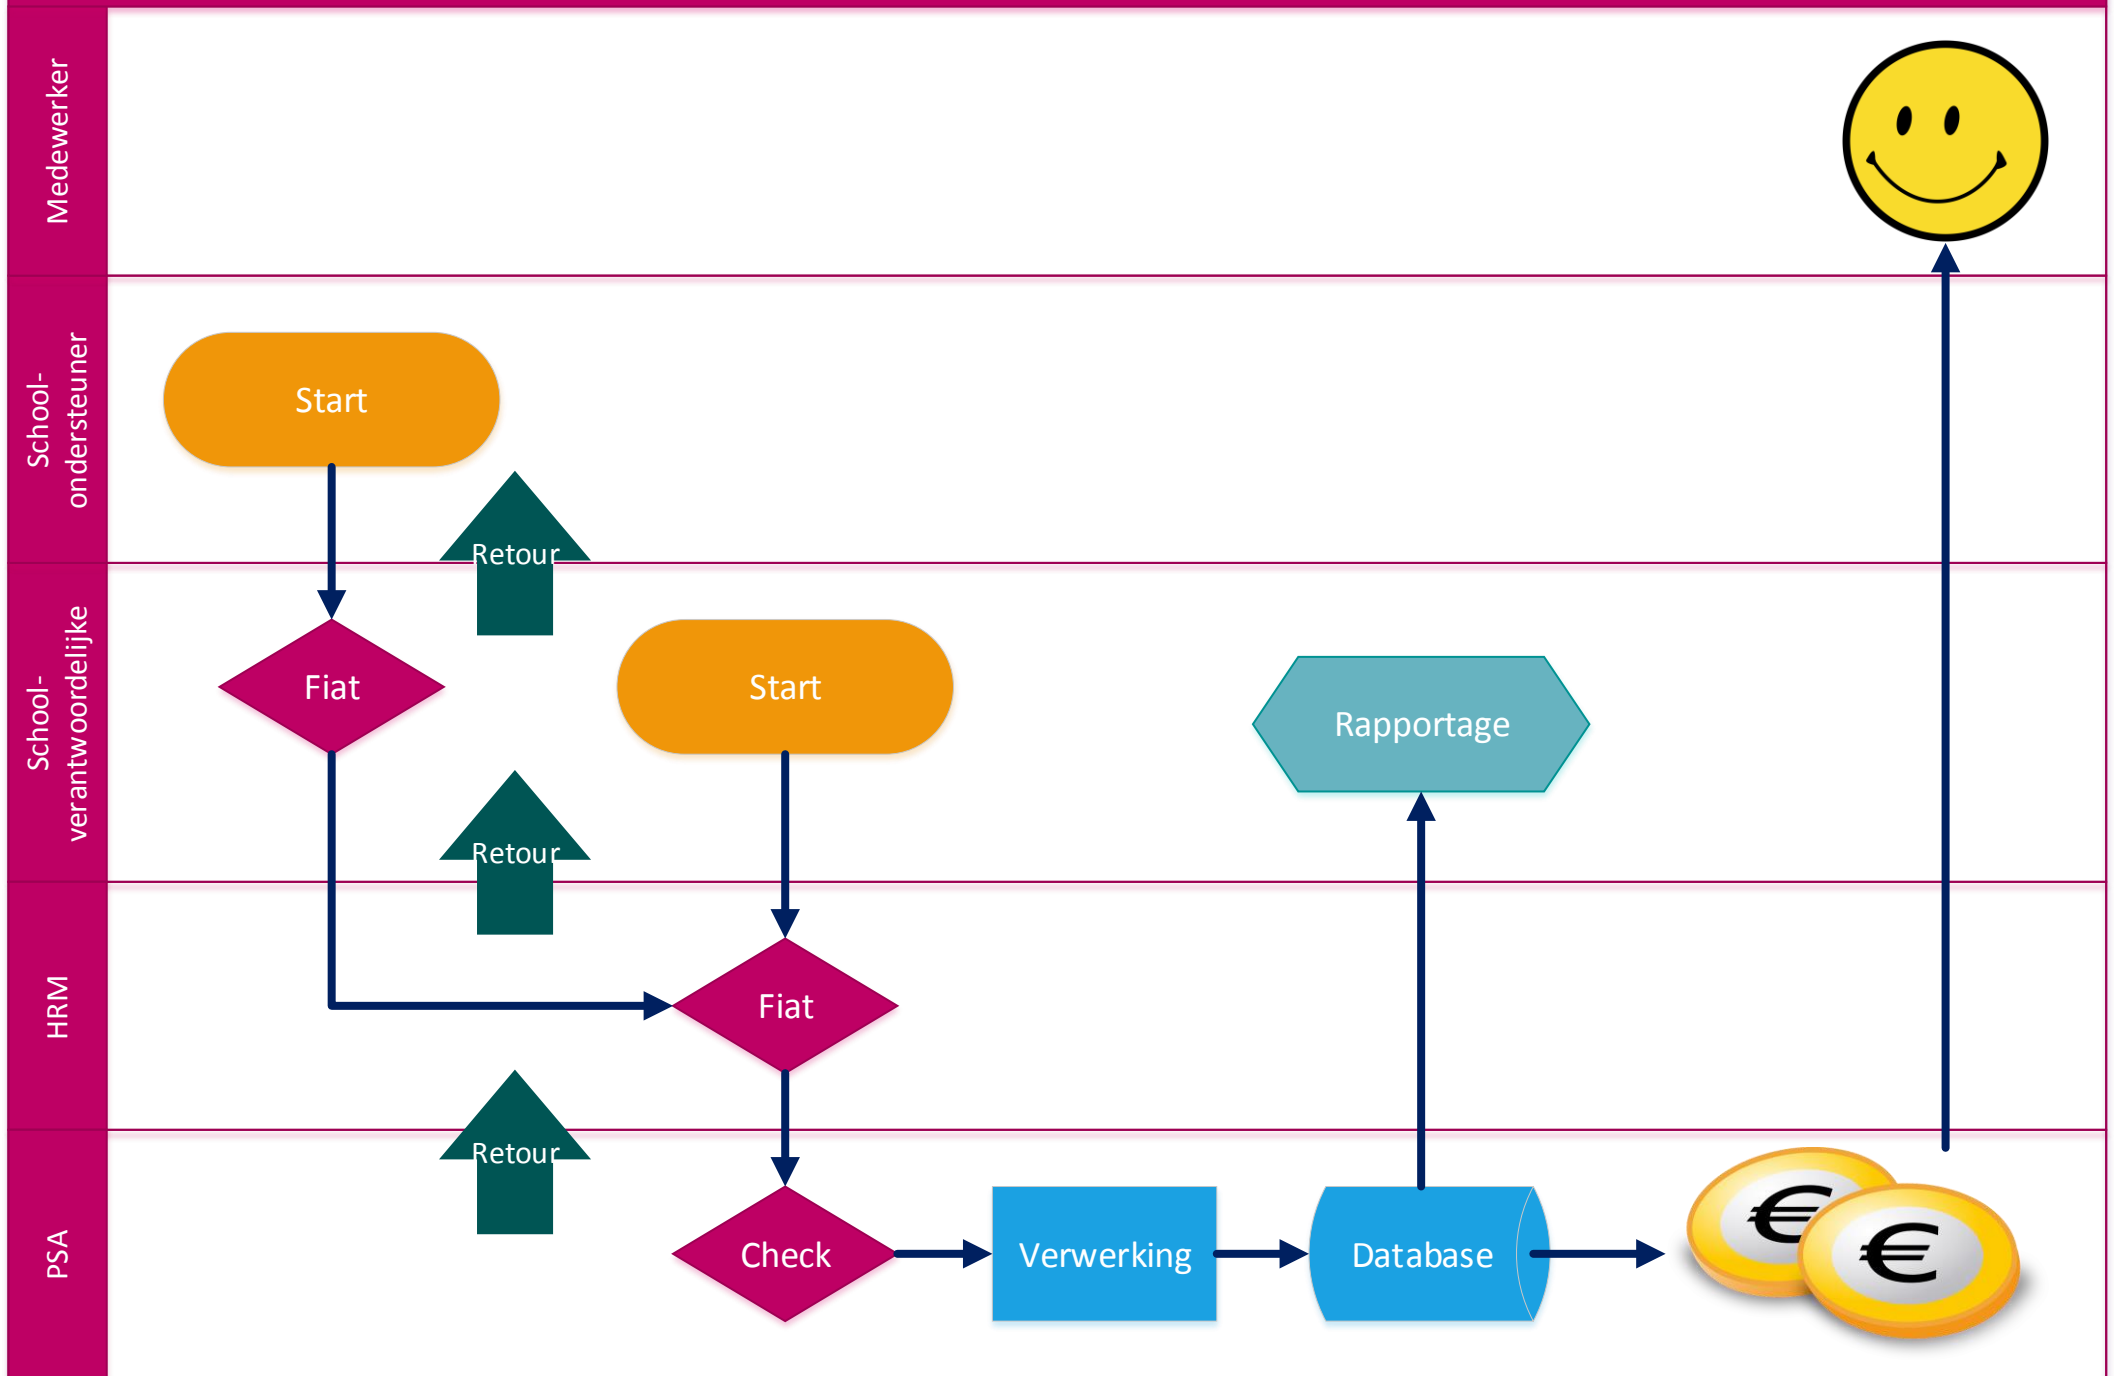 Medewerker
School-
ondersteuner
Start
Retour
School-
verantwoordelijke
Fiat
Start
Rapportage
Retour
HRM
Fiat
Retour
PSA
Check
Verwerking
Database
€
€